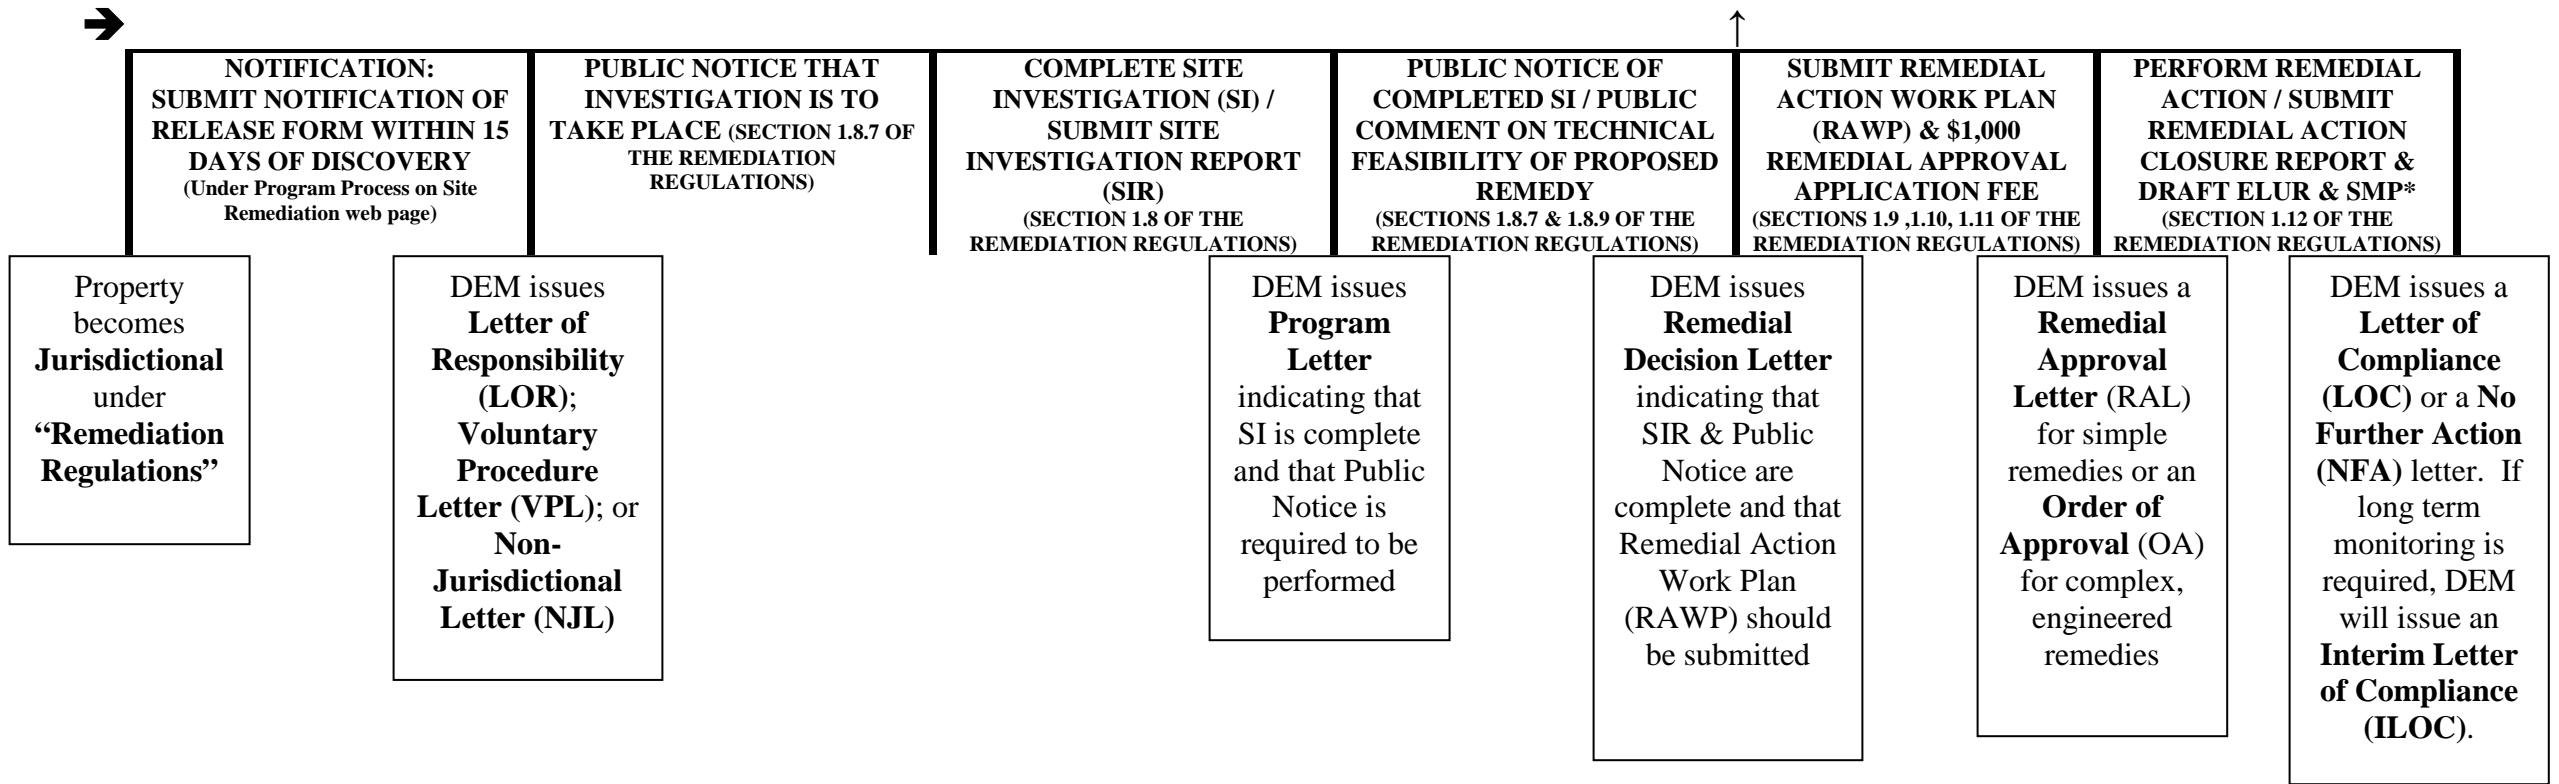 ➔
↑
NOTIFICATION:
SUBMIT NOTIFICATION OF
RELEASE FORM WITHIN 15
DAYS OF DISCOVERY
(Under Program Process on Site
Remediation web page)
PUBLIC NOTICE THAT
INVESTIGATION IS TO
TAKE PLACE (SECTION 1.8.7 OF
THE REMEDIATION
REGULATIONS)
COMPLETE SITE
INVESTIGATION (SI) /
SUBMIT SITE
INVESTIGATION REPORT
(SIR)
(SECTION 1.8 OF THE
REMEDIATION REGULATIONS)
PUBLIC NOTICE OF
COMPLETED SI / PUBLIC
COMMENT ON TECHNICAL
FEASIBILITY OF PROPOSED
REMEDY
(SECTIONS 1.8.7 & 1.8.9 OF THE
REMEDIATION REGULATIONS)
SUBMIT REMEDIAL
ACTION WORK PLAN
(RAWP) & $1,000
REMEDIAL APPROVAL
APPLICATION FEE
(SECTIONS 1.9 ,1.10, 1.11 OF THE
REMEDIATION REGULATIONS)
PERFORM REMEDIAL
ACTION / SUBMIT
REMEDIAL ACTION
CLOSURE REPORT &
DRAFT ELUR & SMP*
(SECTION 1.12 OF THE
REMEDIATION REGULATIONS)
Property
becomes
Jurisdictional
under
“Remediation
Regulations”
DEM issues
Letter of
Responsibility
(LOR);
Voluntary
Procedure
Letter (VPL); or
Non-
Jurisdictional
Letter (NJL)
DEM issues
Program
Letter
indicating that
SI is complete
and that Public
Notice is
required to be
performed
DEM issues
Remedial
Decision Letter
indicating that
SIR & Public
Notice are
complete and that
Remedial Action
Work Plan
(RAWP) should
be submitted
DEM issues a
Remedial
Approval
Letter (RAL)
for simple
remedies or an
Order of
Approval (OA)
for complex,
engineered
remedies
DEM issues a
Letter of
Compliance
(LOC) or a No
Further Action
(NFA) letter.  If
long term
monitoring is
required, DEM
will issue an
Interim Letter
of Compliance
(ILOC).